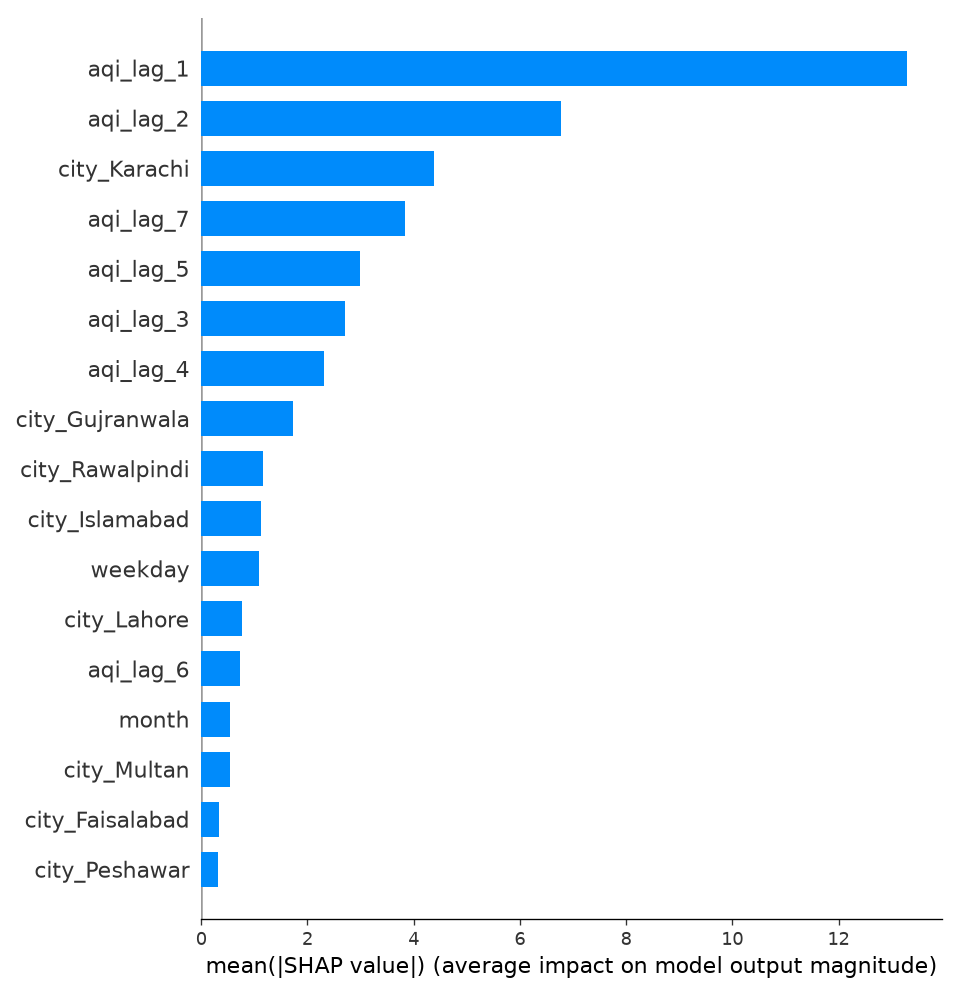 aqi_lag_1
aqi_lag_2
city_Karachi
aqi_lag_7
aqi_lag_5
aqi_lag_3
aqi_lag_4
city_Gujranwala
city_Rawalpindi
city_Islamabad
weekday
city_Lahore
aqi_lag_6
month
city_Multan
city_Faisalabad
city_Peshawar
0 2 4 6 8 10 12
mean(|SHAP value|) (average impact on model output magnitude)